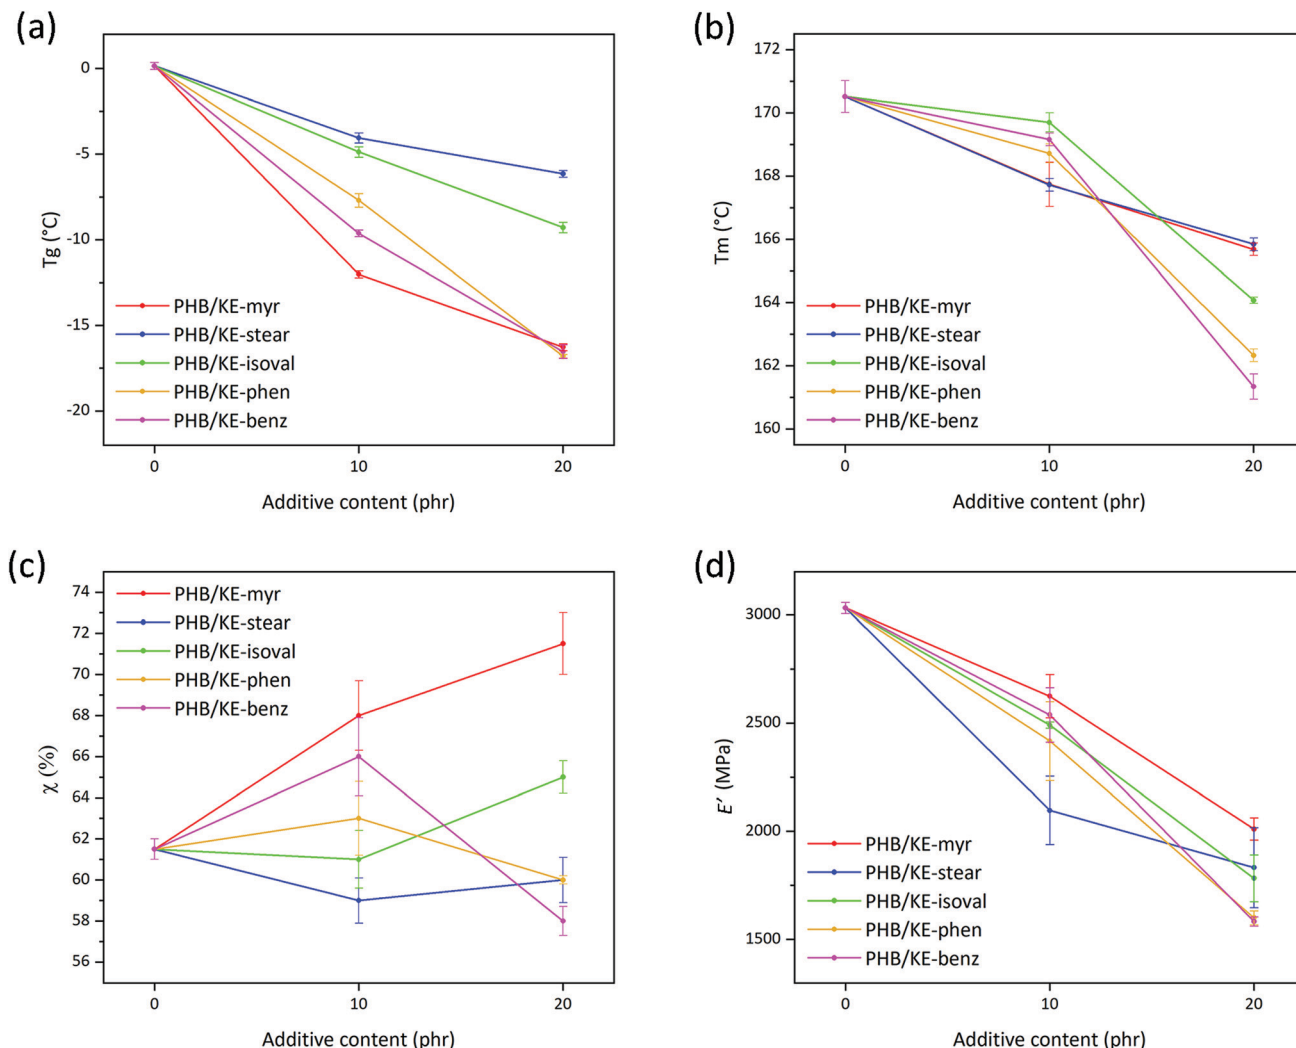 (a)
0
-5
-10
-15
-20
Tg (°C)
PHB/KE-myr
PHB/KE-stear
PHB/KE-isoval
PHB/KE-phen
PHB/KE-benz
0 10 20
Additive content (phr)
(b)
172
170
168
166
164
162
160
Tm (°C)
PHB/KE-myr
PHB/KE-stear
PHB/KE-isoval
PHB/KE-phen
PHB/KE-benz
0 10 20
Additive content (phr)
(c)
74
72
70
68
66
64
62
60
58
56
χ (%)
PHB/KE-myr
PHB/KE-stear
PHB/KE-isoval
PHB/KE-phen
PHB/KE-benz
0 10 20
Additive content (phr)
(d)
3000
2500
2000
1500
E′ (MPa)
PHB/KE-myr
PHB/KE-stear
PHB/KE-isoval
PHB/KE-phen
PHB/KE-benz
0 10 20
Additive content (phr)